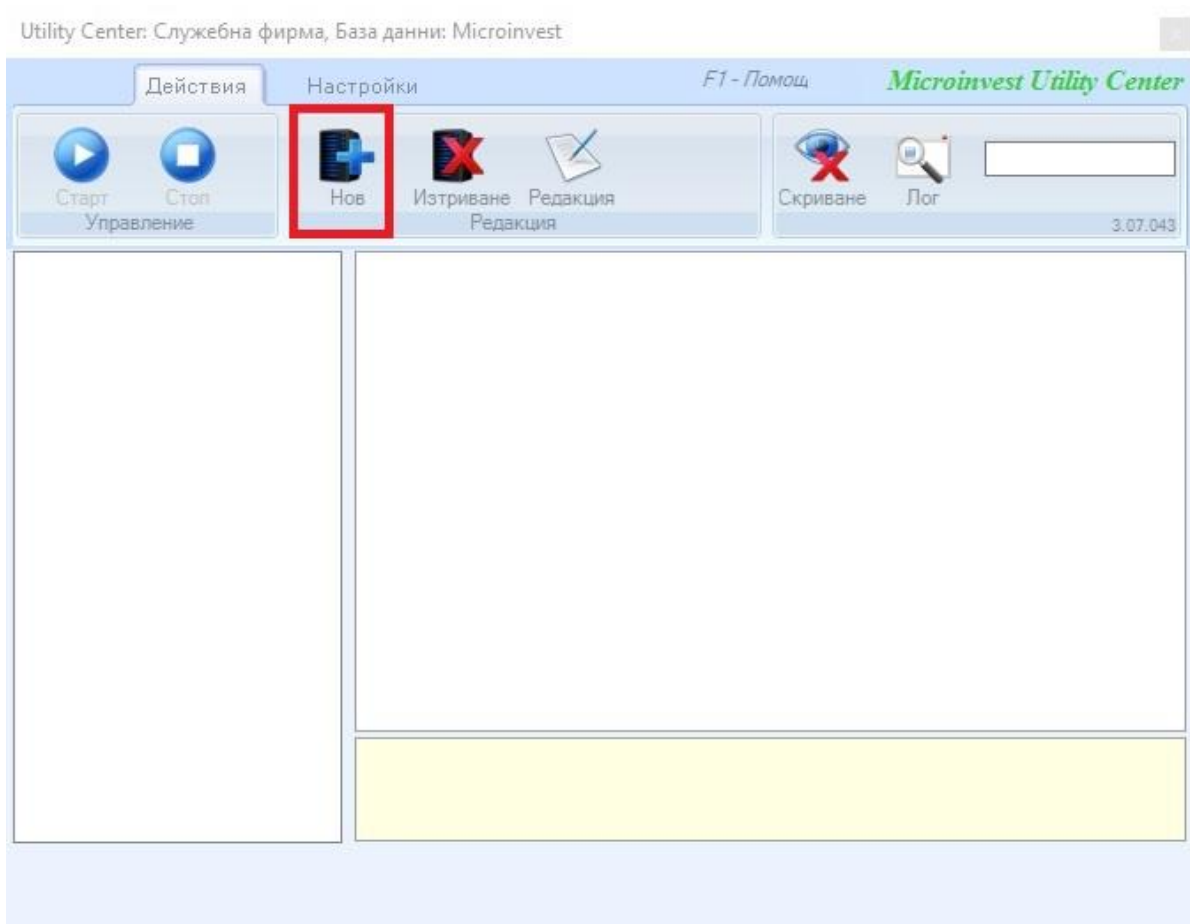 Utility Center: Служебна фирма, База данни: Microinvest
Действия Настройки F1 - Помощ Microinvest Utility Center
Старт Стоп Нов Изтриване Редакция Скриване Лог
Управление Редакция 3.07.043